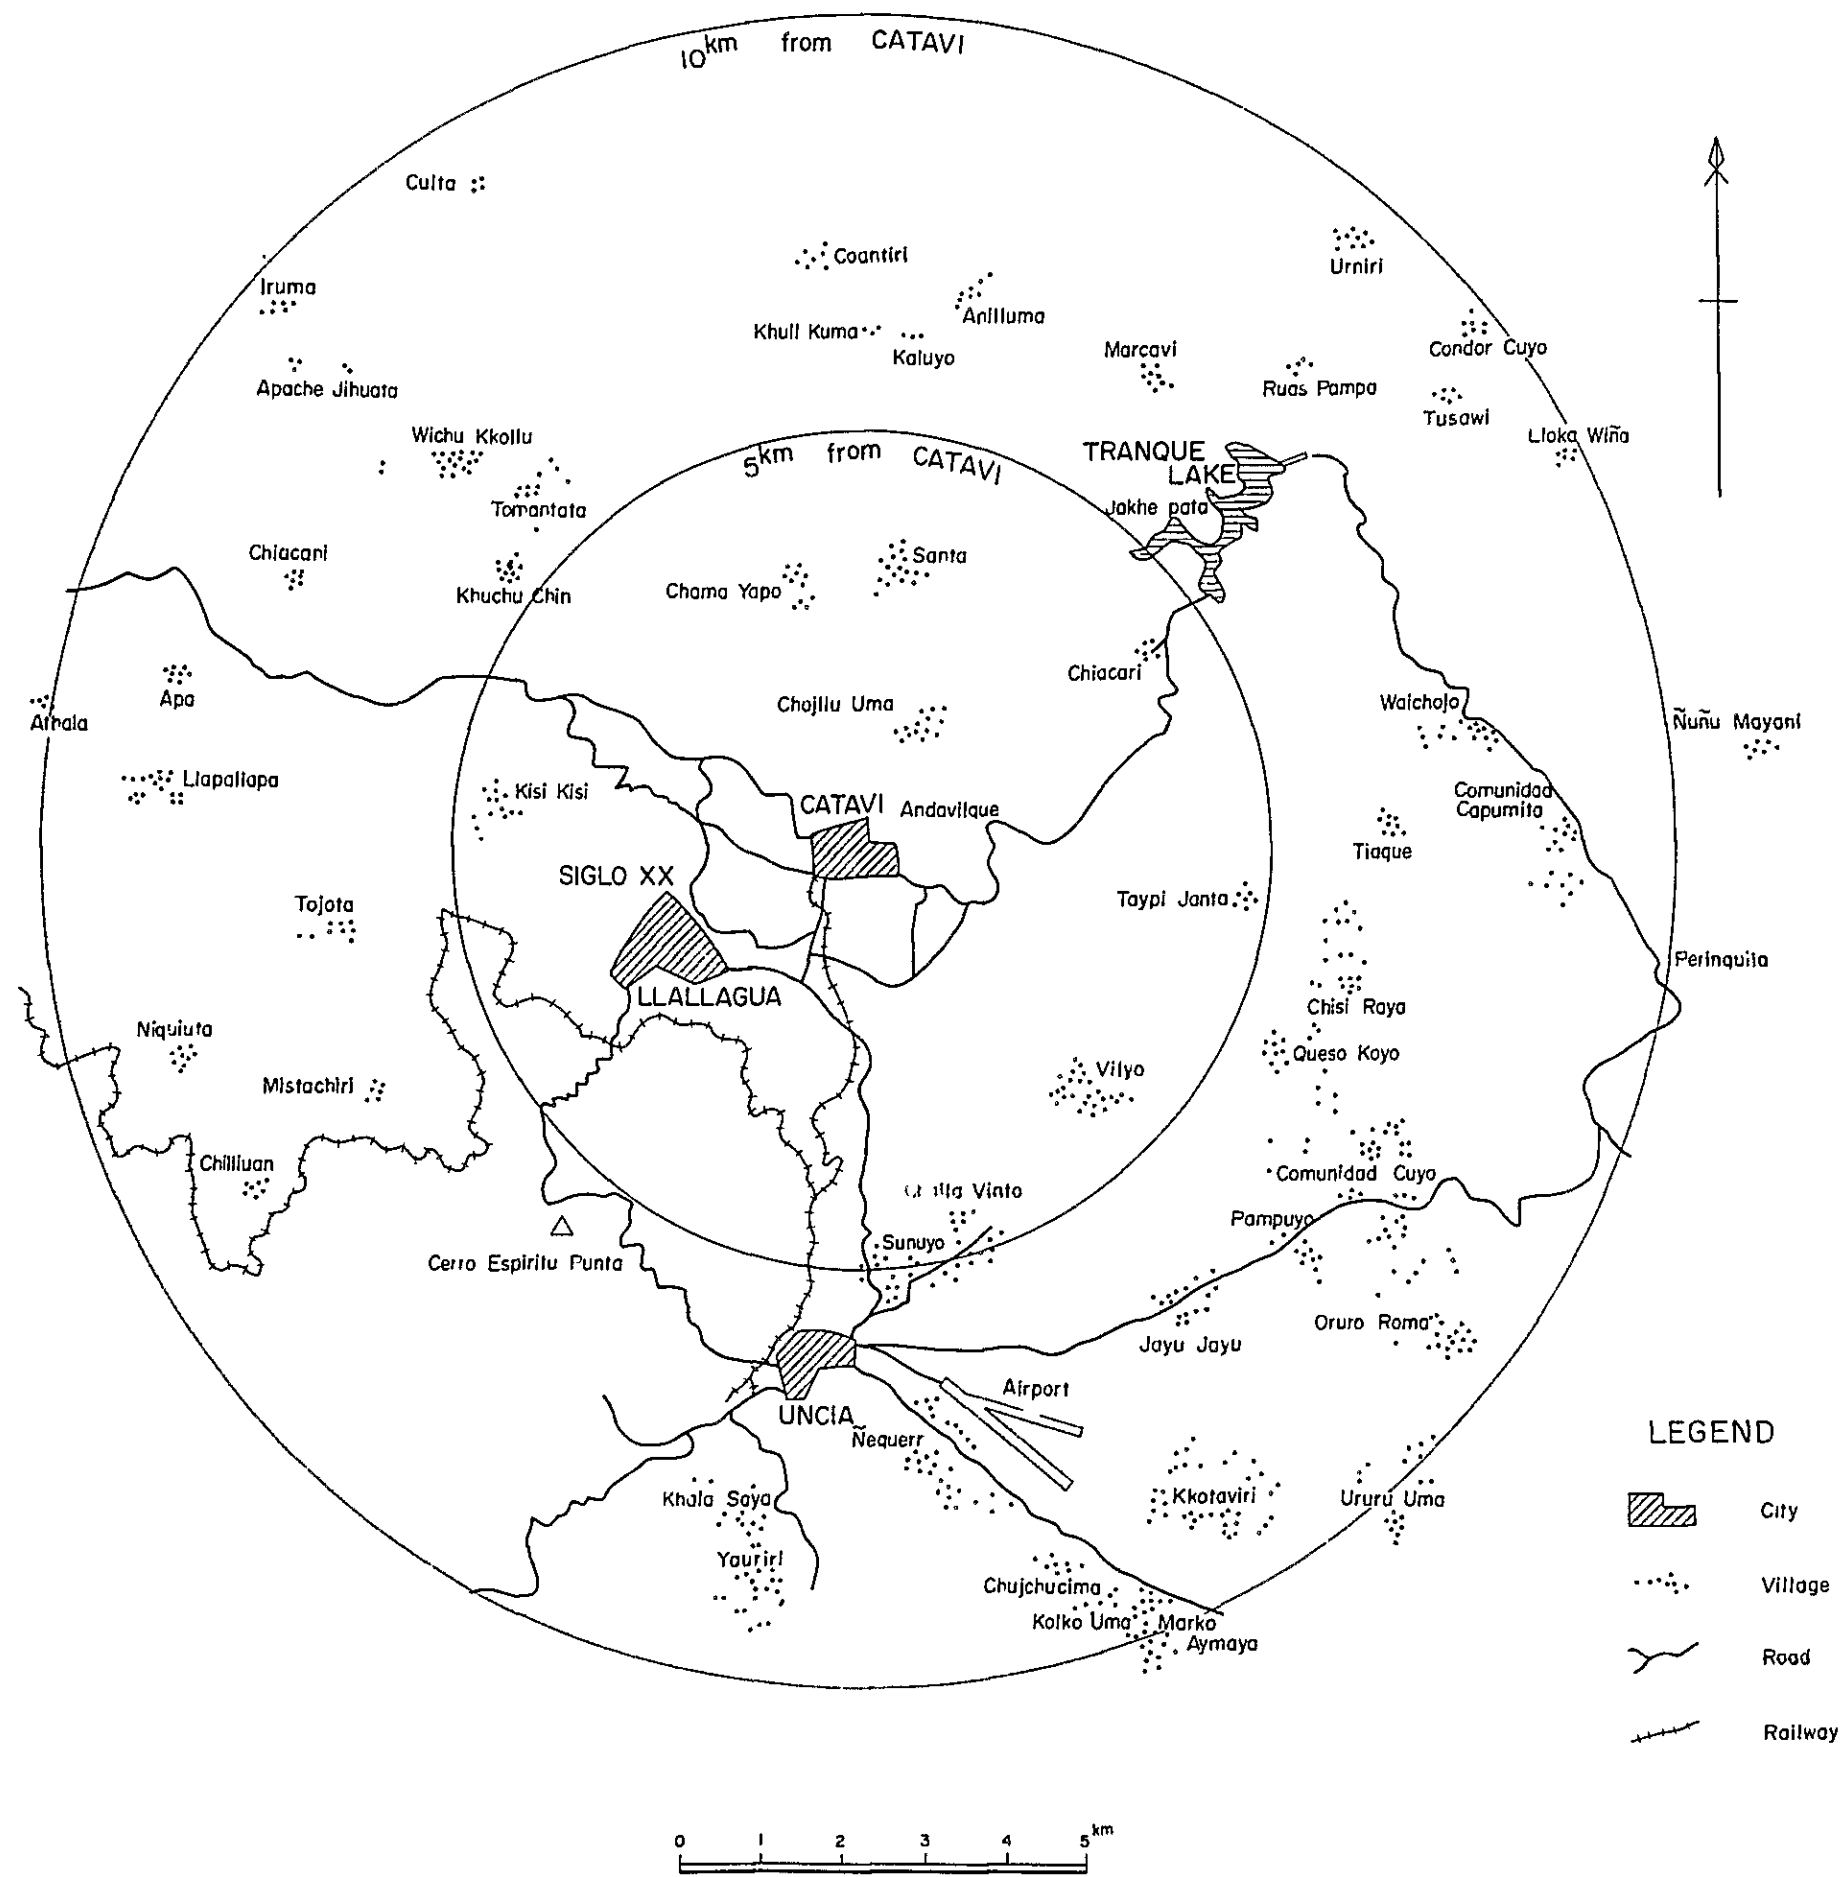 10km from CATAVI
Culta
Coantiri
Urniri
Iruma
Anilluma
Khull Kuma
Kaluyo
Marcavi
Condor Cuyo
Apache Jihuata
Ruas Pampa
Tusawi
Wichu Kkollu
Lloka Wiña
5km from CATAVI
TRANQUE
LAKE
Tomantata
Jakhe pata
Chiacani
Santa
Khuchu Chin
Chama Yapo
Chiacari
Apa
Chojllu Uma
Waichojo
Athala
Ñuñu Mayani
Llapallapa
Kisi Kisi
CATAVI
Andavilque
Comunidad
Capumita
Tiaque
SIGLO XX
Tojota
Taypi Janta
Perinquila
LLALLAGUA
Chisi Raya
Niquiuta
Queso Koyo
Mistachiri
Vilyo
Chilliuan
Comunidad Cuyo
Vinto
Pampuyo
Sunuyo
Cerro Espiritu Punta
Oruro Roma
Jayu Jayu
Airport
UNCIA
Ñequerr
LEGEND
Khala Saya
Kkotaviri
Ururu Uma
City
Yauriri
Chujchucima
Village
Kolko Uma
Marko
Aymaya
Road
Railway
0 1 2 3 4 5 km